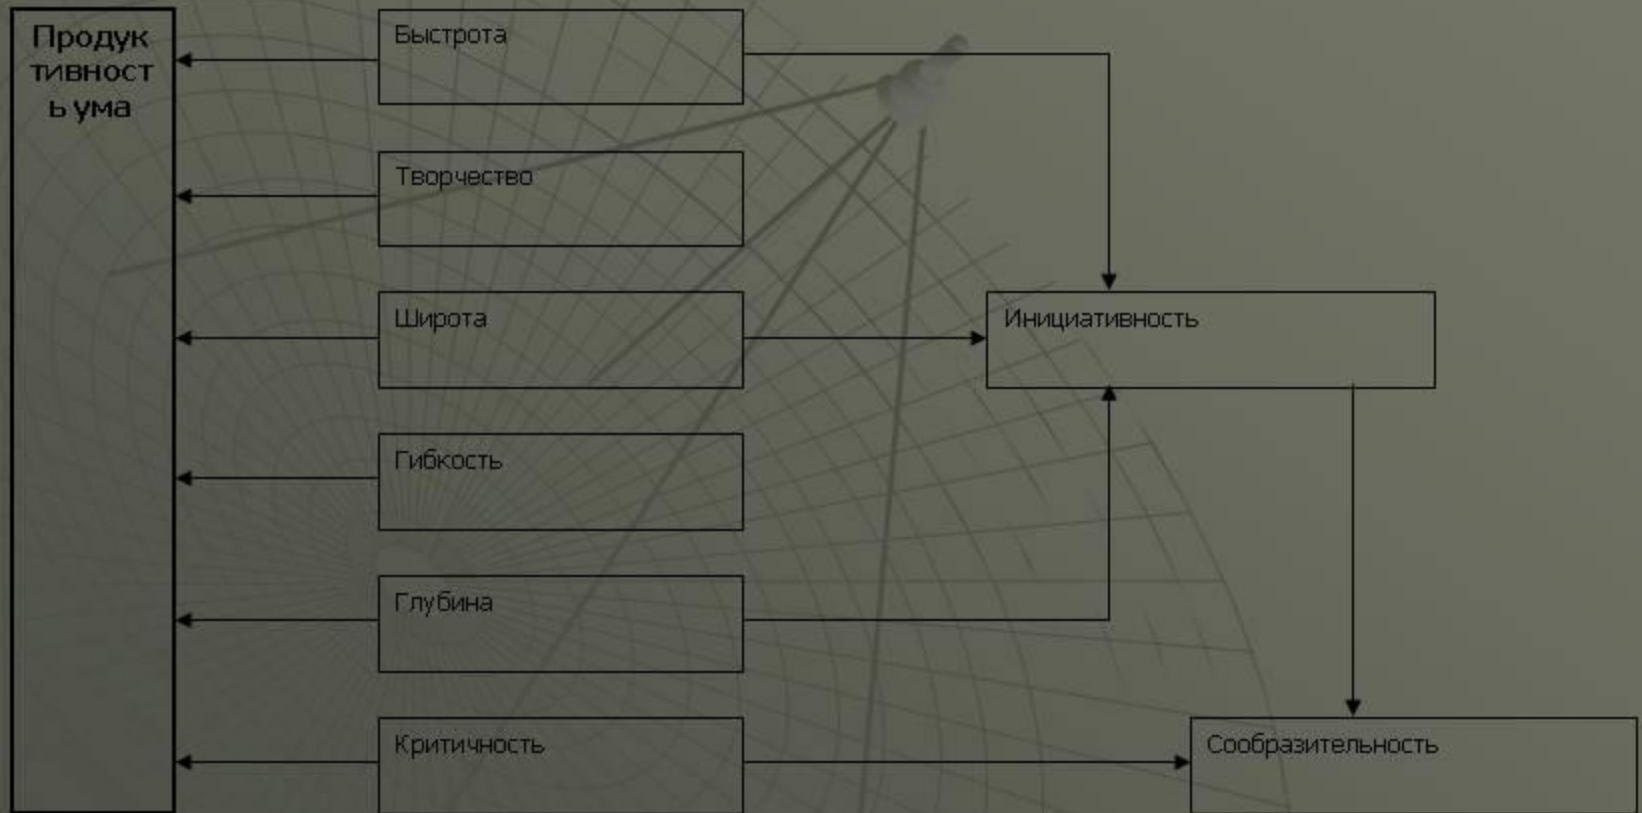 Продук
тивност
ь ума
Быстрота
Творчество
Широта
Инициативность
Гибкость
Глубина
Критичность
Сообразительность